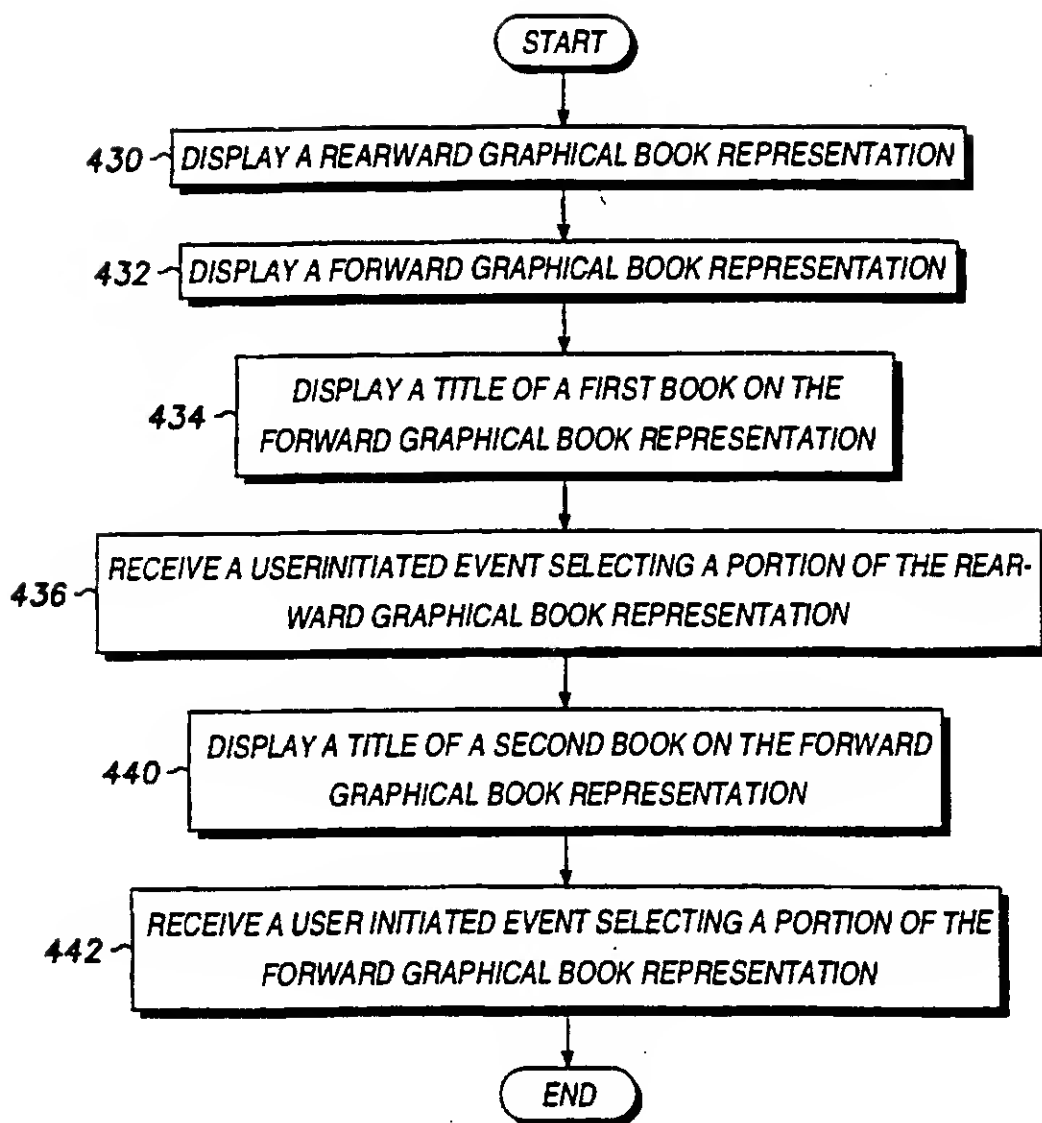 START
430 DISPLAY A REARWARD GRAPHICAL BOOK REPRESENTATION
432 DISPLAY A FORWARD GRAPHICAL BOOK REPRESENTATION
434 DISPLAY A TITLE OF A FIRST BOOK ON THE
FORWARD GRAPHICAL BOOK REPRESENTATION
436 RECEIVE A USERINITIATED EVENT SELECTING A PORTION OF THE REAR-
WARD GRAPHICAL BOOK REPRESENTATION
440 DISPLAY A TITLE OF A SECOND BOOK ON THE FORWARD
GRAPHICAL BOOK REPRESENTATION
442 RECEIVE A USER INITIATED EVENT SELECTING A PORTION OF THE
FORWARD GRAPHICAL BOOK REPRESENTATION
END